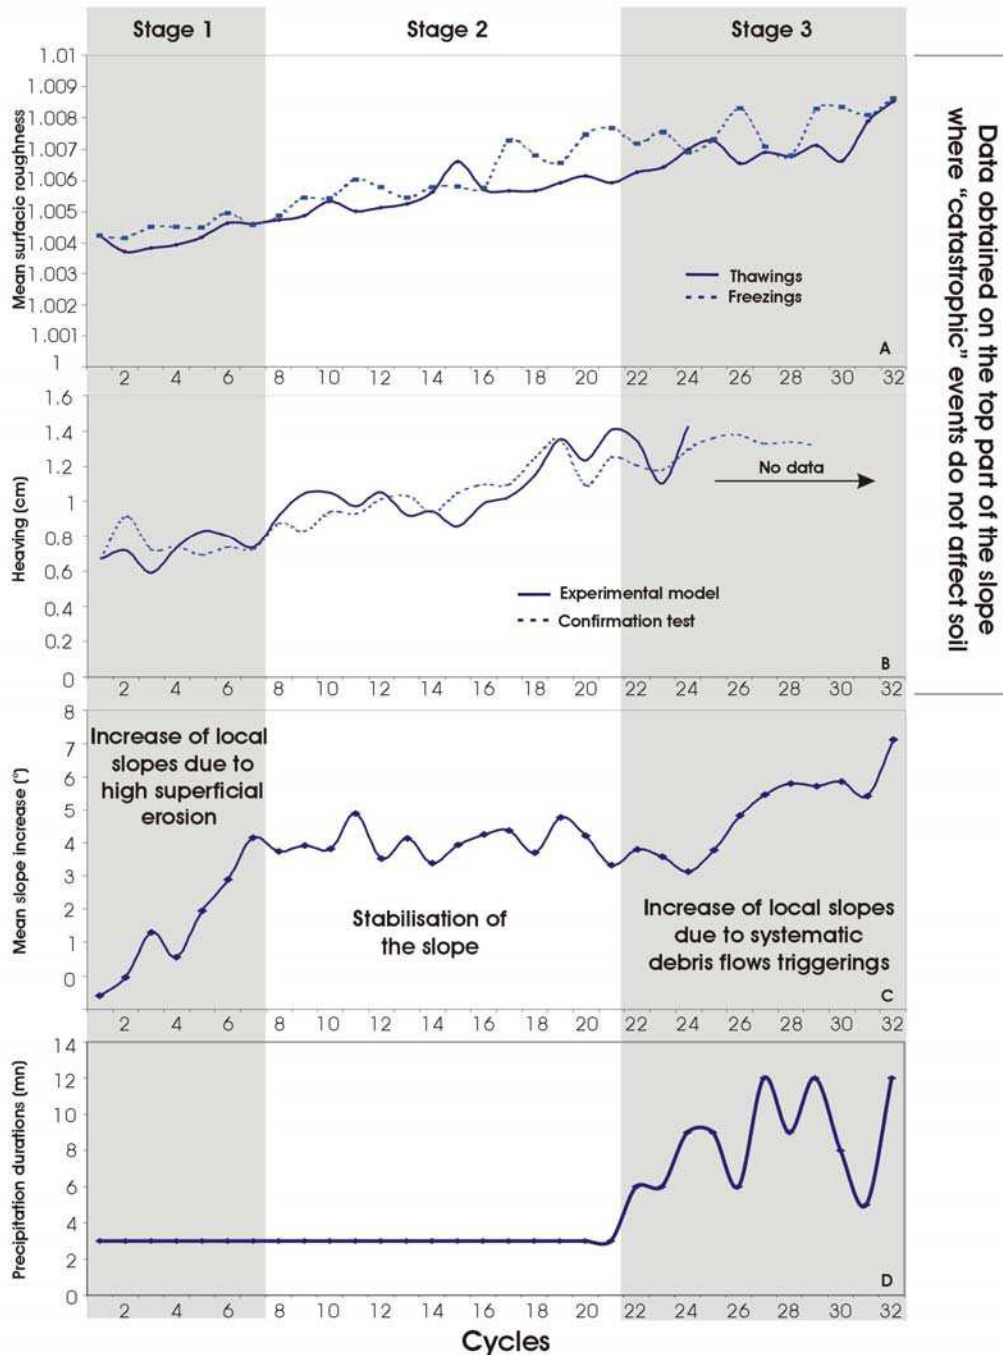 Stage 1
Stage 2
Stage 3
Mean surfacic roughness
1.01
1.009
1.008
1.007
1.006
1.005
1.004
1.003
1.002
1.001
1
Thawings
Freezings
A
2 4 6 8 10 12 14 16 18 20 22 24 26 28 30 32
Heaving (cm)
1.6
1.4
1.2
1
0.8
0.6
0.4
0.2
0
No data
Experimental model
Confirmation test
B
2 4 6 8 10 12 14 16 18 20 22 24 26 28 30 32
Data obtained on the top part of the slope
where "catastrophic" events do not affect soil
Mean slope increase (°)
8
7
6
5
4
3
2
1
0
Increase of local
slopes due to
high superficial
erosion
Stabilisation of
the slope
Increase of local slopes
due to systematic
debris flows triggerings
C
2 4 6 8 10 12 14 16 18 20 22 24 26 28 30 32
Precipitation durations (mn)
14
12
10
8
6
4
2
0
D
2 4 6 8 10 12 14 16 18 20 22 24 26 28 30 32
Cycles